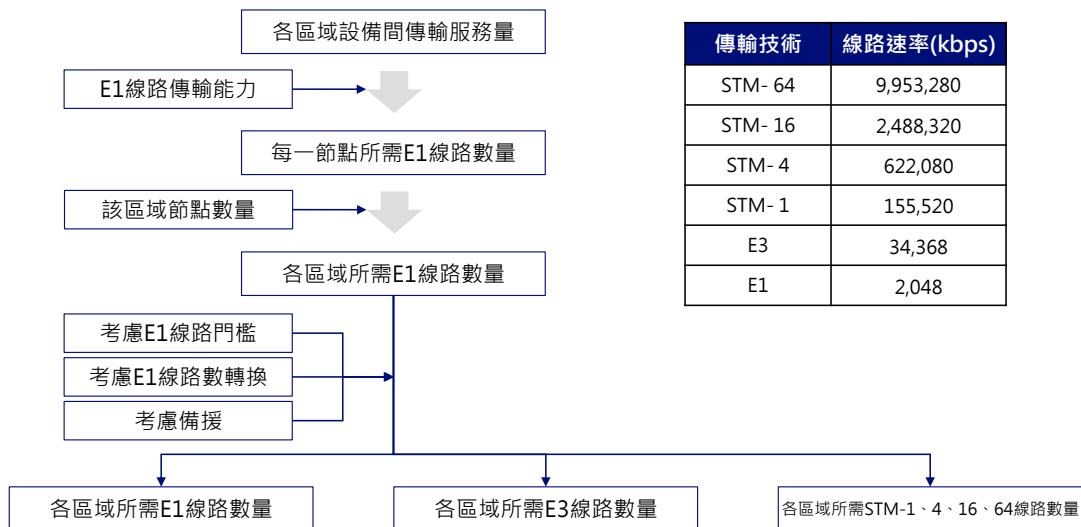 各區域設備間傳輸服務量
E1線路傳輸能力
每一節點所需E1線路數量
該區域節點數量
各區域所需E1線路數量
考慮E1線路門檻
考慮E1線路數轉換
考慮備援
各區域所需E1線路數量
各區域所需E3線路數量
各區域所需STM-1、4、16、64線路數量
傳輸技術 線路速率(kbps)
STM- 64 9,953,280
STM- 16 2,488,320
STM- 4 622,080
STM- 1 155,520
E3 34,368
E1 2,048